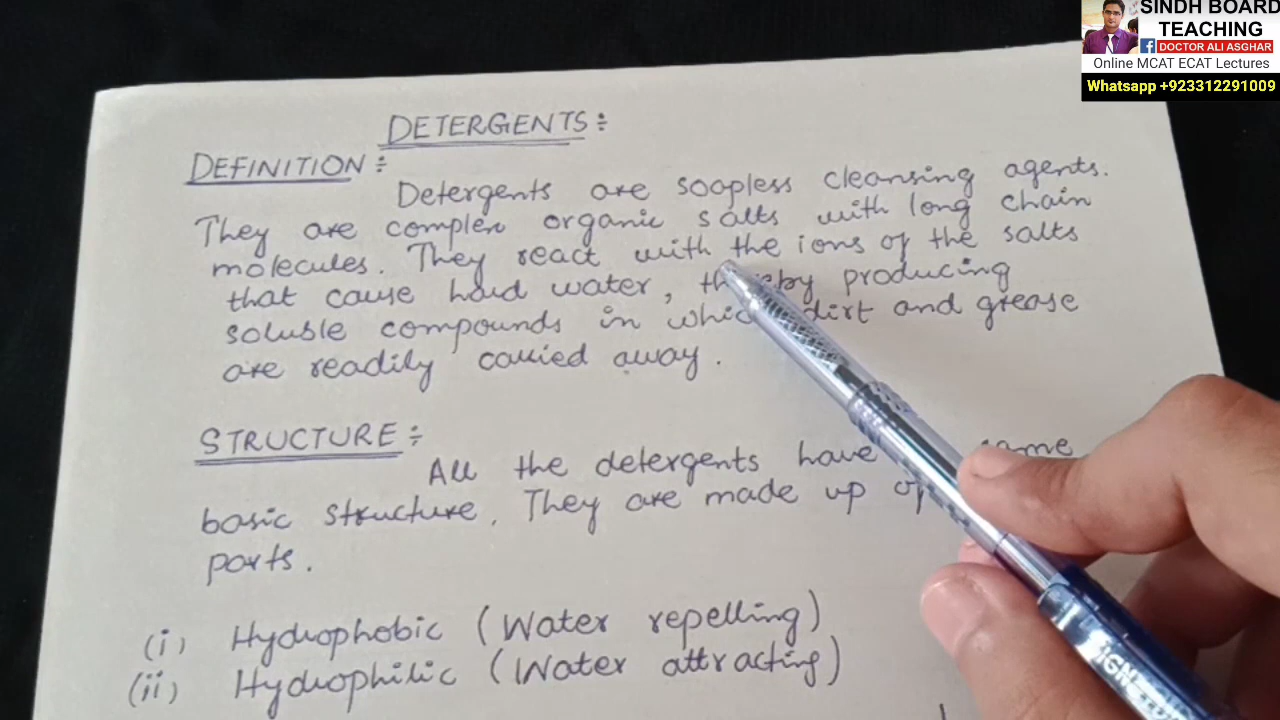 SINDH BOARD
TEACHING
DOCTOR ALI ASGHAR
Online MCAT ECAT Lectures
Whatsapp +923312291009
DETERGENTS:
DEFINITION:
Detergents are soapless cleansing agents.
They are complex organic salts with long chain
molecules. They react with the ions of the salts
that cause hard water, producing
soluble compounds in which dirt and grease
are readily carried away.
STRUCTURE:
All the detergents have same
basic structure. They are made up of
parts.
(i) Hydrophobic (Water repelling)
(ii) Hydrophilic (Water attracting)